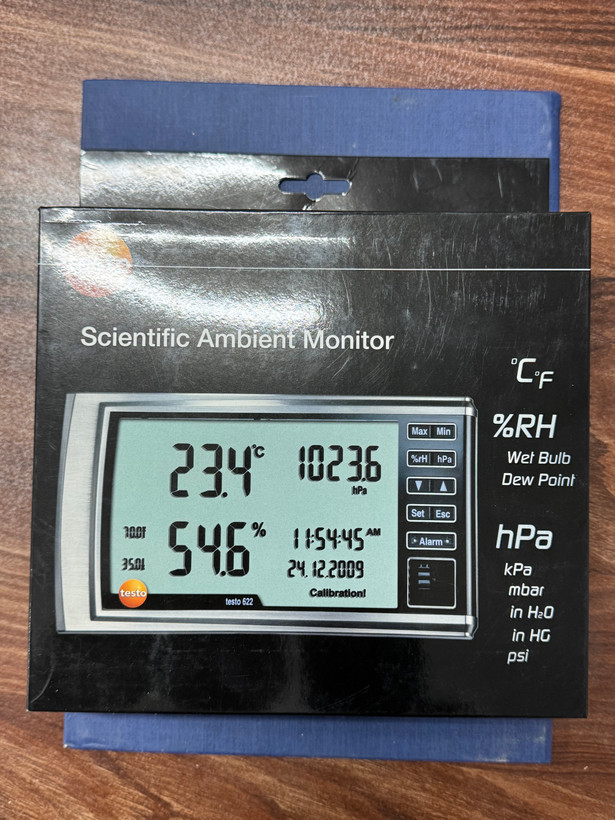 Scientific Ambient Monitor
°C °F
%RH
Wet Bulb
Dew Point
hPa
kPa
mbar
in H₂O
in HG
psi
23.4 °C
1023.6
hPa
70.0↑
54.6 %
35.0↓
11:54:45 AM
24.12.2009
Calibration!
testo
testo 622
Max Min
%rH hPa
▼ ▲
Set Esc
Alarm